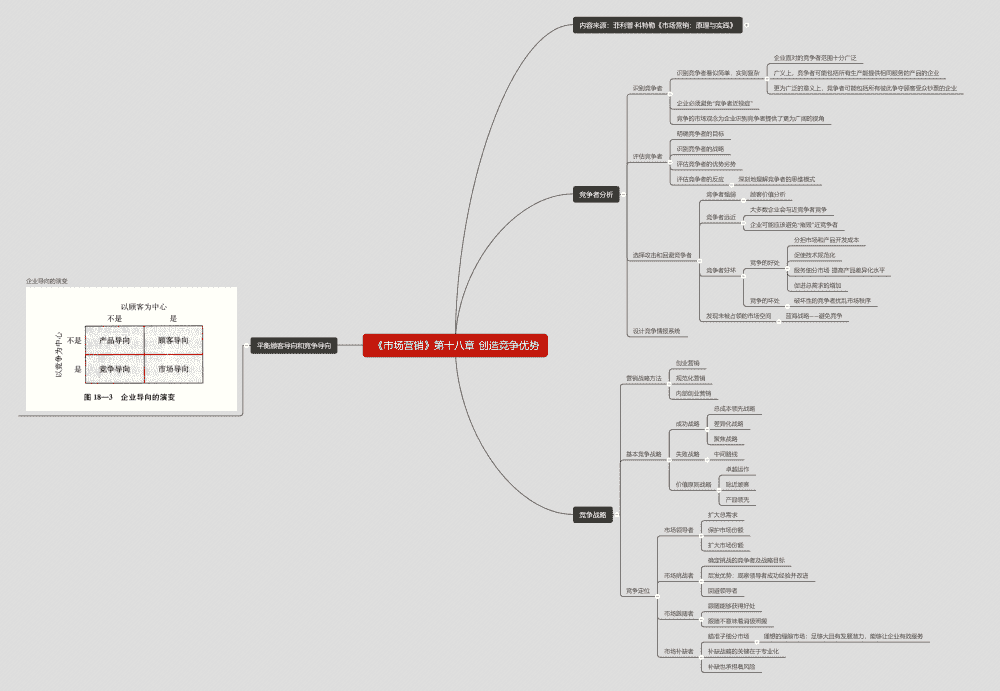 内容来源：菲利普·科特勒《市场营销：原理与实践》
《市场营销》第十八章 创造竞争优势
竞争者分析
识别竞争者
识别竞争者看似简单，实则复杂
企业面对的竞争者范围十分广泛
广义上，竞争者可能包括所有生产能提供相同服务的产品的企业
更为广泛的意义上，竞争者可能包括所有彼此争夺顾客受众钞票的企业
企业必须避免“竞争者近视症”
竞争的市场观念为企业识别竞争者提供了更为广阔的视角
评估竞争者
明确竞争者的目标
识别竞争者的战略
评估竞争者的优势劣势
评估竞争者的反应
深刻地理解竞争者的思维模式
选择攻击和回避竞争者
竞争者强弱
顾客价值分析
竞争者远近
大多数企业会与近竞争者竞争
企业可能应该避免“摧毁”近竞争者
竞争者好坏
竞争的好处
分担市场和产品开发成本
促使技术规范化
服务细分市场 提高产品差异化水平
促进总需求的增加
竞争的坏处
破坏性的竞争者扰乱市场秩序
发现未被占领的市场空间
蓝海战略——避免竞争
设计竞争情报系统
竞争战略
营销战略方法
创业营销
规范化营销
内部创业营销
基本竞争战略
成功战略
总成本领先战略
差异化战略
聚焦战略
失败战略
中间路线
价值原则战略
卓越运作
贴近顾客
产品领先
竞争定位
市场领导者
扩大总需求
保护市场份额
扩大市场份额
市场挑战者
确定挑战的竞争者及战略目标
后发优势：观察领导者成功经验并改进
回避领导者
市场跟随者
跟随能够获得好处
跟随不意味着消极照搬
市场补缺者
瞄准子细分市场
理想的缝隙市场：足够大且有发展潜力，能够让企业有效服务
补缺战略的关键在于专业化
补缺也承担着风险
平衡顾客导向和竞争导向
企业导向的演变
以顾客为中心
不是 是
以竞争为中心
不是 产品导向 顾客导向
是 竞争导向 市场导向
图 18—3 企业导向的演变